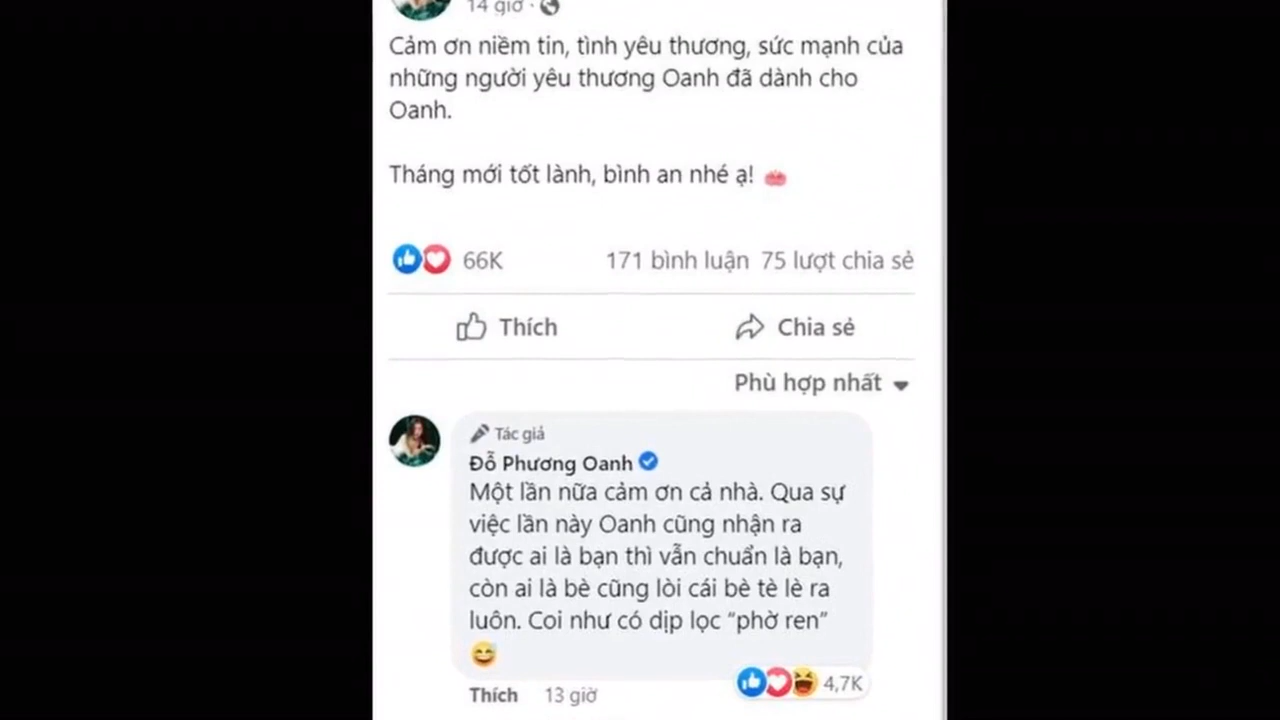 14 giờ ·
Cảm ơn niềm tin, tình yêu thương, sức mạnh của
những người yêu thương Oanh đã dành cho
Oanh.
Tháng mới tốt lành, bình an nhé ạ!
66K 171 bình luận 75 lượt chia sẻ
Thích Chia sẻ
Phù hợp nhất
Tác giả
Đỗ Phương Oanh
Một lần nữa cảm ơn cả nhà. Qua sự
việc lần này Oanh cũng nhận ra
được ai là bạn thì vẫn chuẩn là bạn,
còn ai là bè cũng lòi cái bè tè lè ra
luôn. Coi như có dịp lọc “phờ ren”
4,7K
Thích 13 giờ